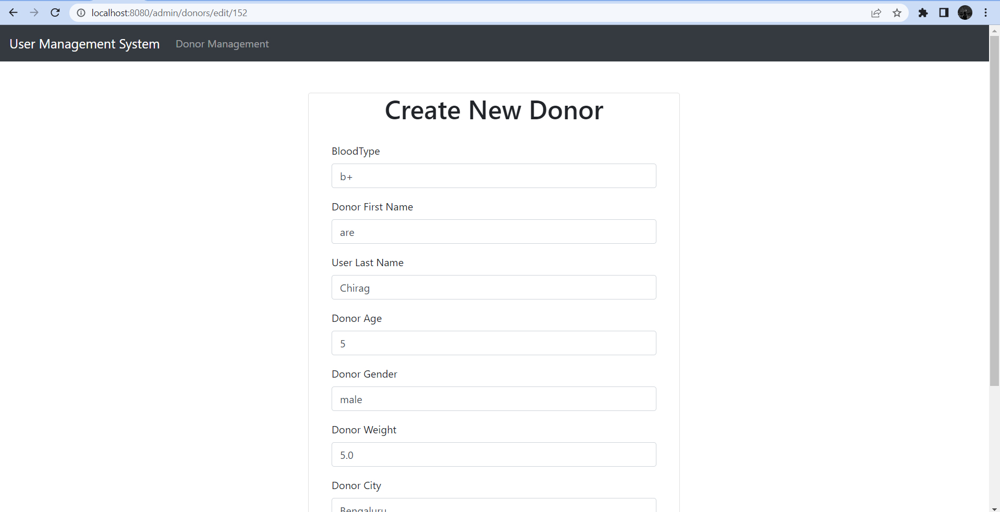 localhost:8080/admin/donors/edit/152
User Management System Donor Management
Create New Donor
BloodType
b+
Donor First Name
are
User Last Name
Chirag
Donor Age
5
Donor Gender
male
Donor Weight
5.0
Donor City
Bengaluru